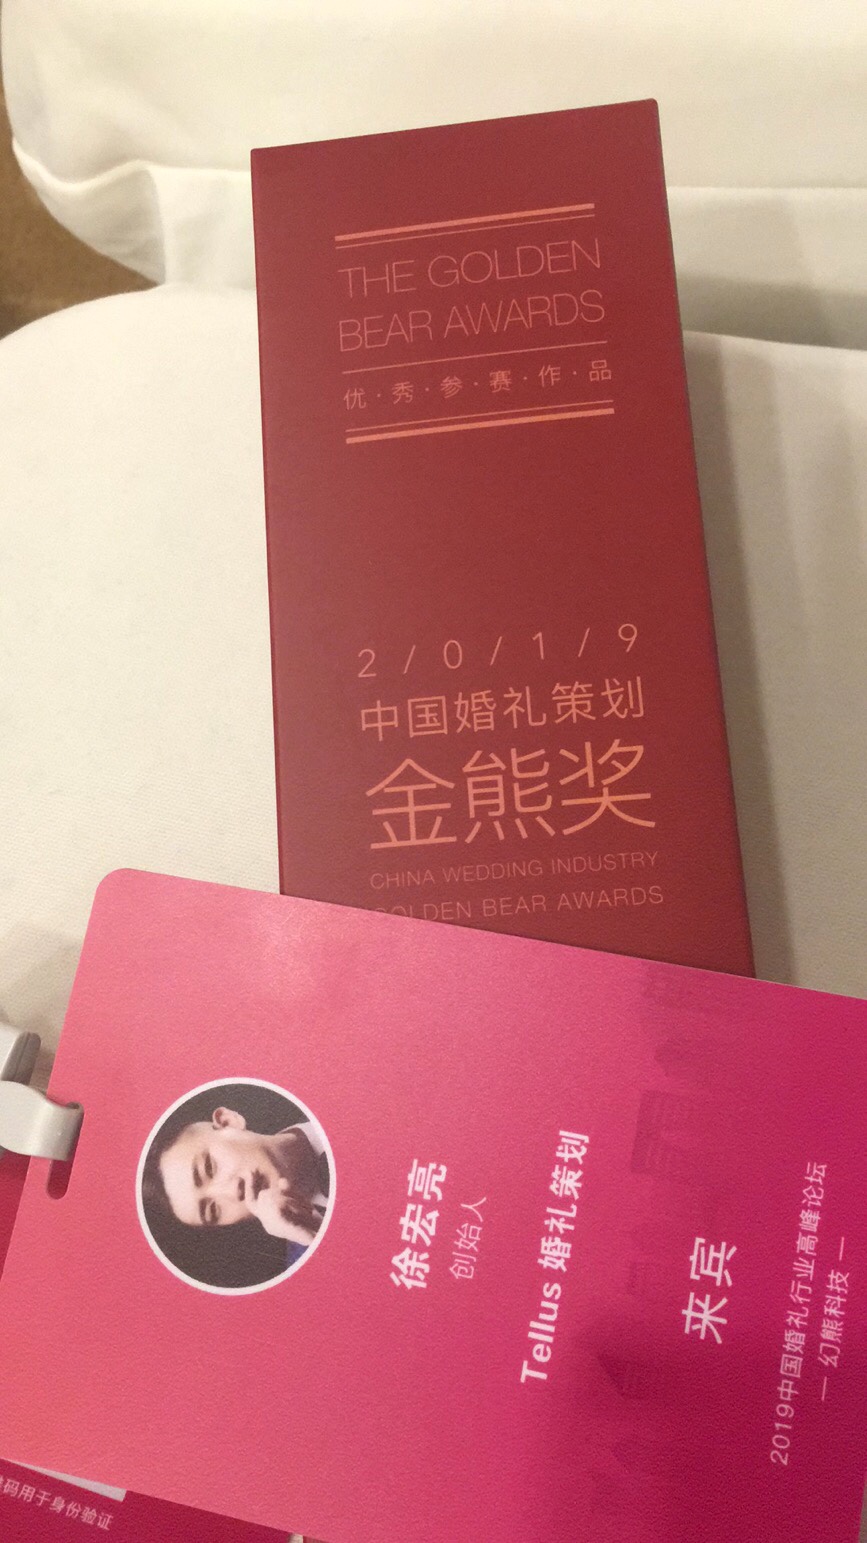 THE GOLDEN
BEAR AWARDS
优·秀·参·赛·作·品
2/0/1/9
中国婚礼策划
金熊奖
CHINA WEDDING INDUSTRY
GOLDEN BEAR AWARDS
徐宏亮
创始人
Tellus 婚礼策划
来宾
2019中国婚礼行业高峰论坛
— 幻熊科技 —
码用于身份验证